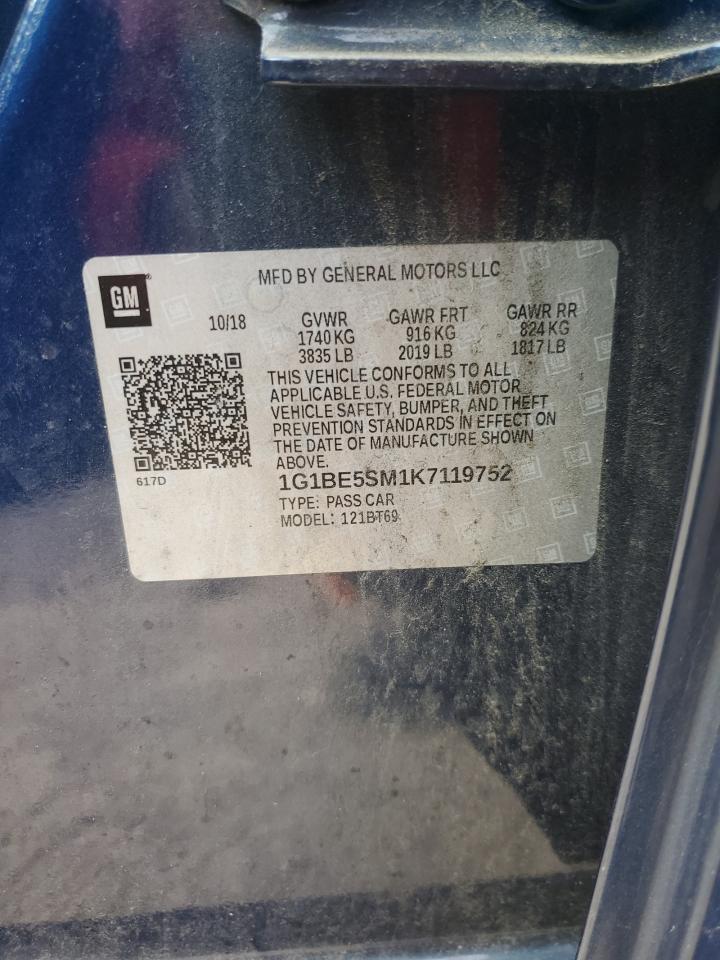 GM
MFD BY GENERAL MOTORS LLC
10/18 GVWR GAWR FRT GAWR RR
1740 KG 916 KG 824 KG
3835 LB 2019 LB 1817 LB
THIS VEHICLE CONFORMS TO ALL
APPLICABLE U.S. FEDERAL MOTOR
VEHICLE SAFETY, BUMPER, AND THEFT
PREVENTION STANDARDS IN EFFECT ON
THE DATE OF MANUFACTURE SHOWN
ABOVE.
617D
1G1BE5SM1K7119752
TYPE: PASS CAR
MODEL: 121BT69